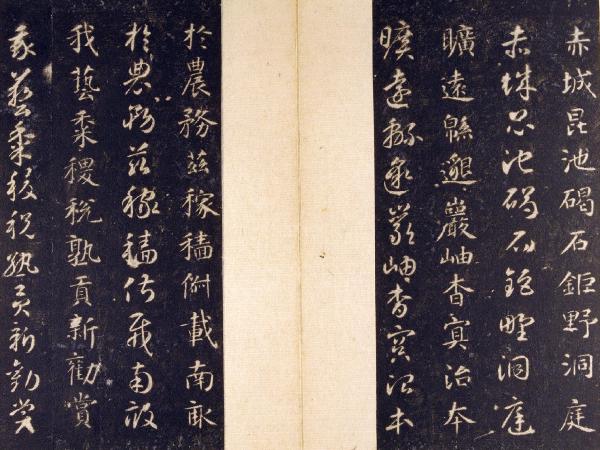 赤城昆池碣石鉅野洞庭
赤城昆池碣石鉅野洞庭
曠遠緜邈巖岫杳冥治本
曠遠緜邈巖岫杳冥治本
於農務茲稼穡俶載南畝
於農務茲稼穡俶載南畝
我藝黍稷稅熟貢新勸賞
我藝黍稷稅熟貢新勸賞